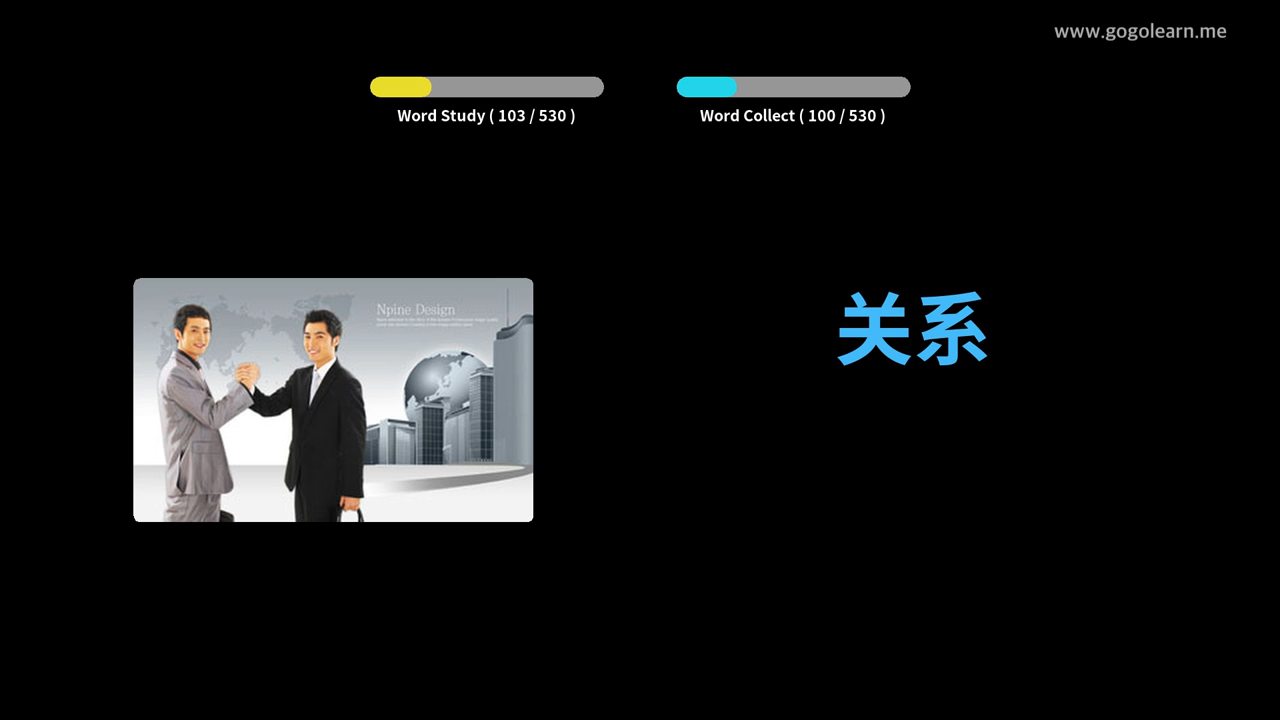 www.gogolearn.me
Word Study ( 103 / 530 )
Word Collect ( 100 / 530 )
Npine Design
关系